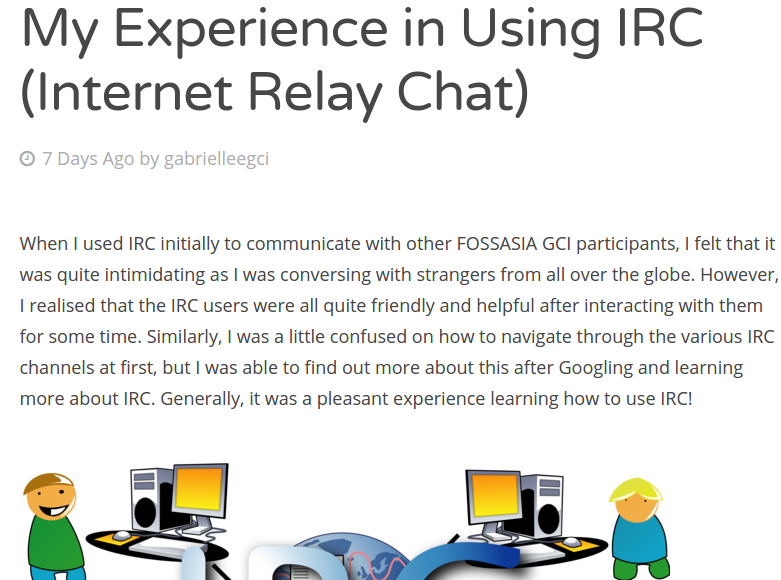 My Experience in Using IRC
(Internet Relay Chat)
7 Days Ago by gabrielleegci
When I used IRC initially to communicate with other FOSSASIA GCI participants, I felt that it
was quite intimidating as I was conversing with strangers from all over the globe. However,
I realised that the IRC users were all quite friendly and helpful after interacting with them
for some time. Similarly, I was a little confused on how to navigate through the various IRC
channels at first, but I was able to find out more about this after Googling and learning
more about IRC. Generally, it was a pleasant experience learning how to use IRC!
IRC